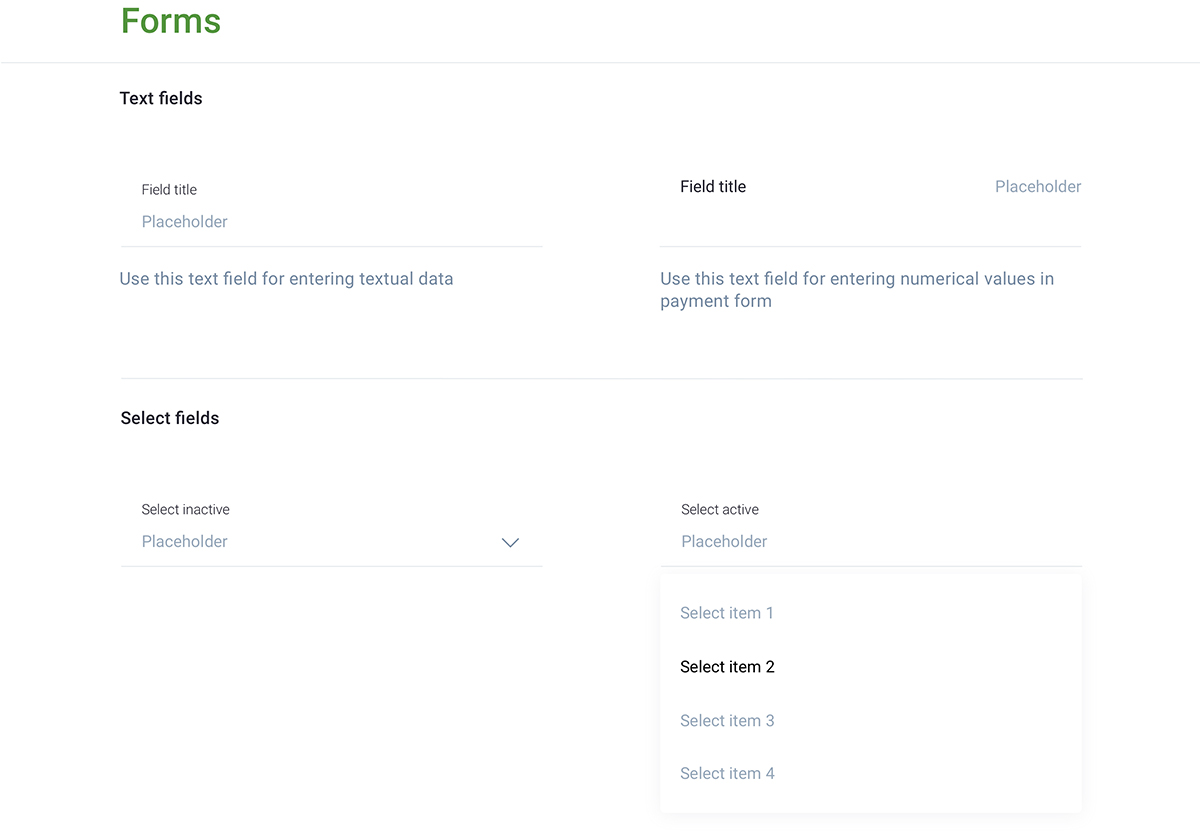 Forms
Text fields
Field title
Placeholder
Use this text field for entering textual data
Field title
Placeholder
Use this text field for entering numerical values in
payment form
Select fields
Select inactive
Placeholder
Select active
Placeholder
Select item 1
Select item 2
Select item 3
Select item 4